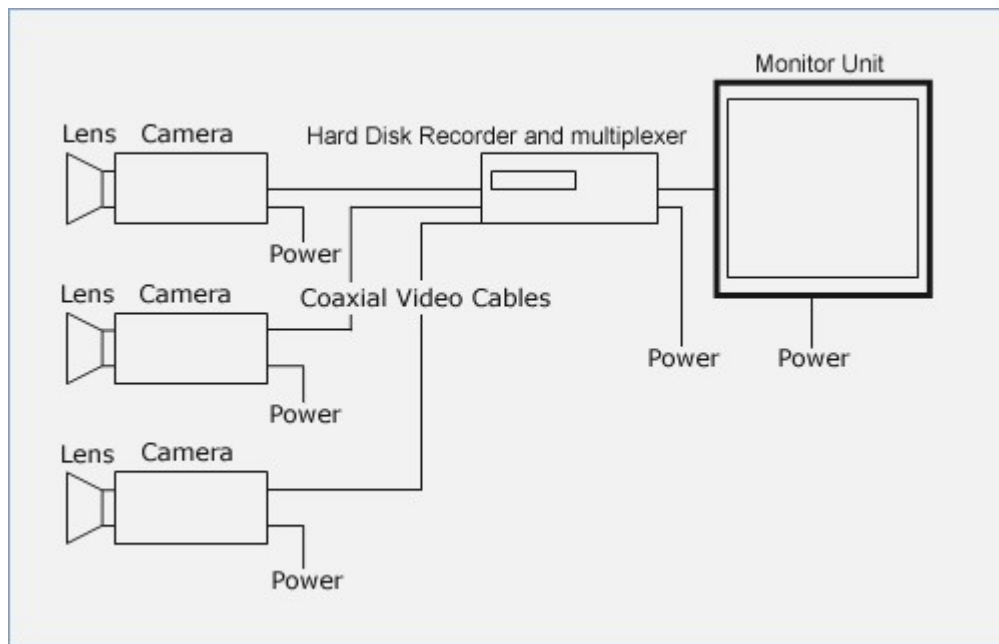 Monitor Unit
Lens Camera
Hard Disk Recorder and multiplexer
Power
Lens Camera
Coaxial Video Cables
Power Power
Power
Lens Camera
Power